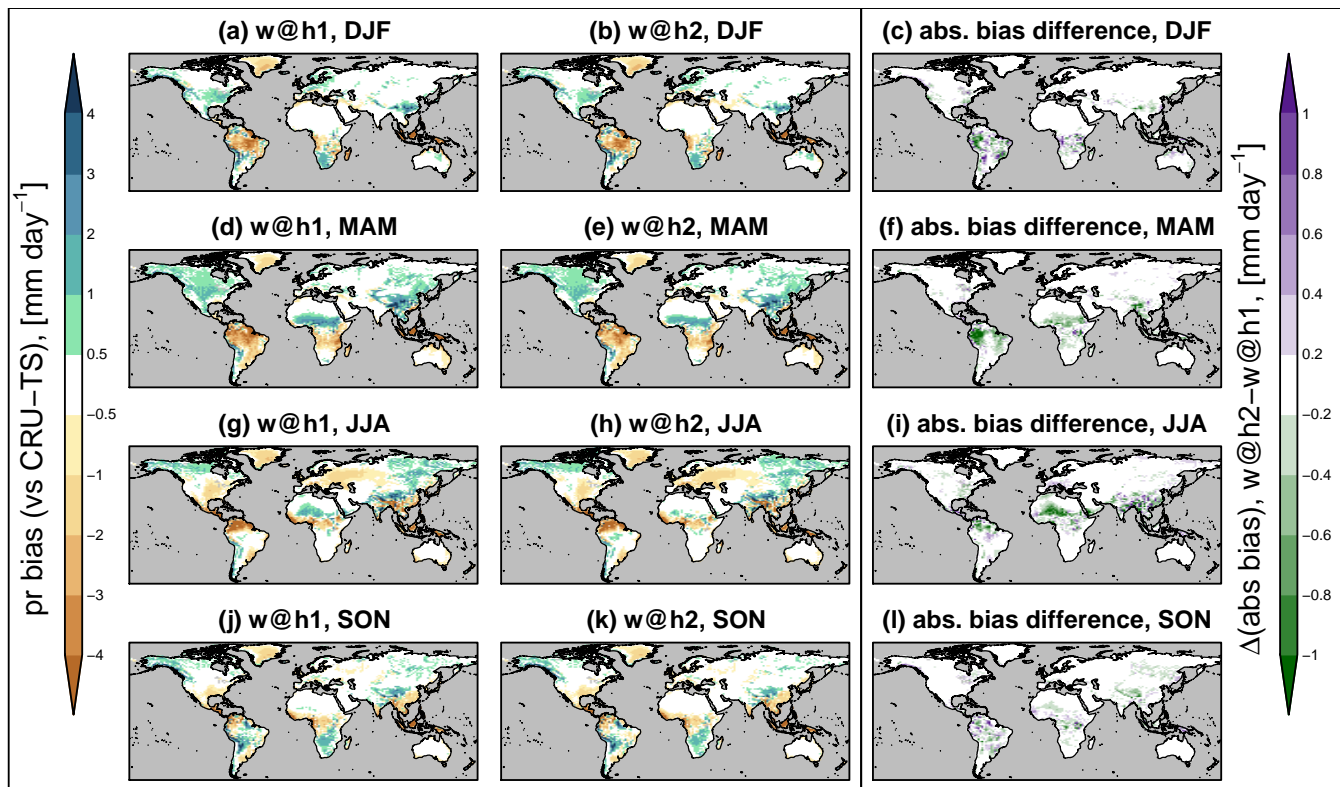 (a) w@h1, DJF
(b) w@h2, DJF
(c) abs. bias difference, DJF
(d) w@h1, MAM
(e) w@h2, MAM
(f) abs. bias difference, MAM
(g) w@h1, JJA
(h) w@h2, JJA
(i) abs. bias difference, JJA
(j) w@h1, SON
(k) w@h2, SON
(l) abs. bias difference, SON
pr bias (vs CRU−TS), [mm day⁻¹]
4
3
2
1
0.5
−0.5
−1
−2
−3
−4
Δ(abs bias), w@h2−w@h1, [mm day⁻¹]
1
0.8
0.6
0.4
0.2
−0.2
−0.4
−0.6
−0.8
−1